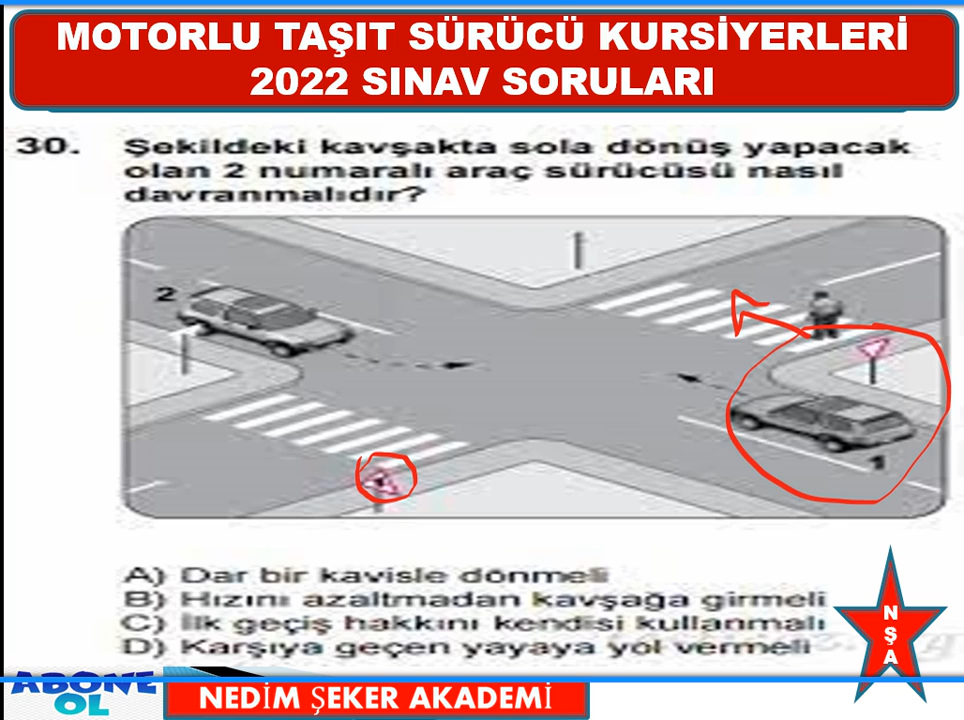 MOTORLU TAŞIT SÜRÜCÜ KURSİYERLERİ
2022 SINAV SORULARI
30. Şekildeki kavşakta sola dönüş yapacak
olan 2 numaralı araç sürücüsü nasıl
davranmalıdır?
2
1
A) Dar bir kavisle dönmeli
B) Hızını azaltmadan kavşağa girmeli
C) İlk geçiş hakkını kendisi kullanmalı
D) Karşıya geçen yayaya yol vermeli
N
Ş
A
ABONE
OL
NEDİM ŞEKER AKADEMİ